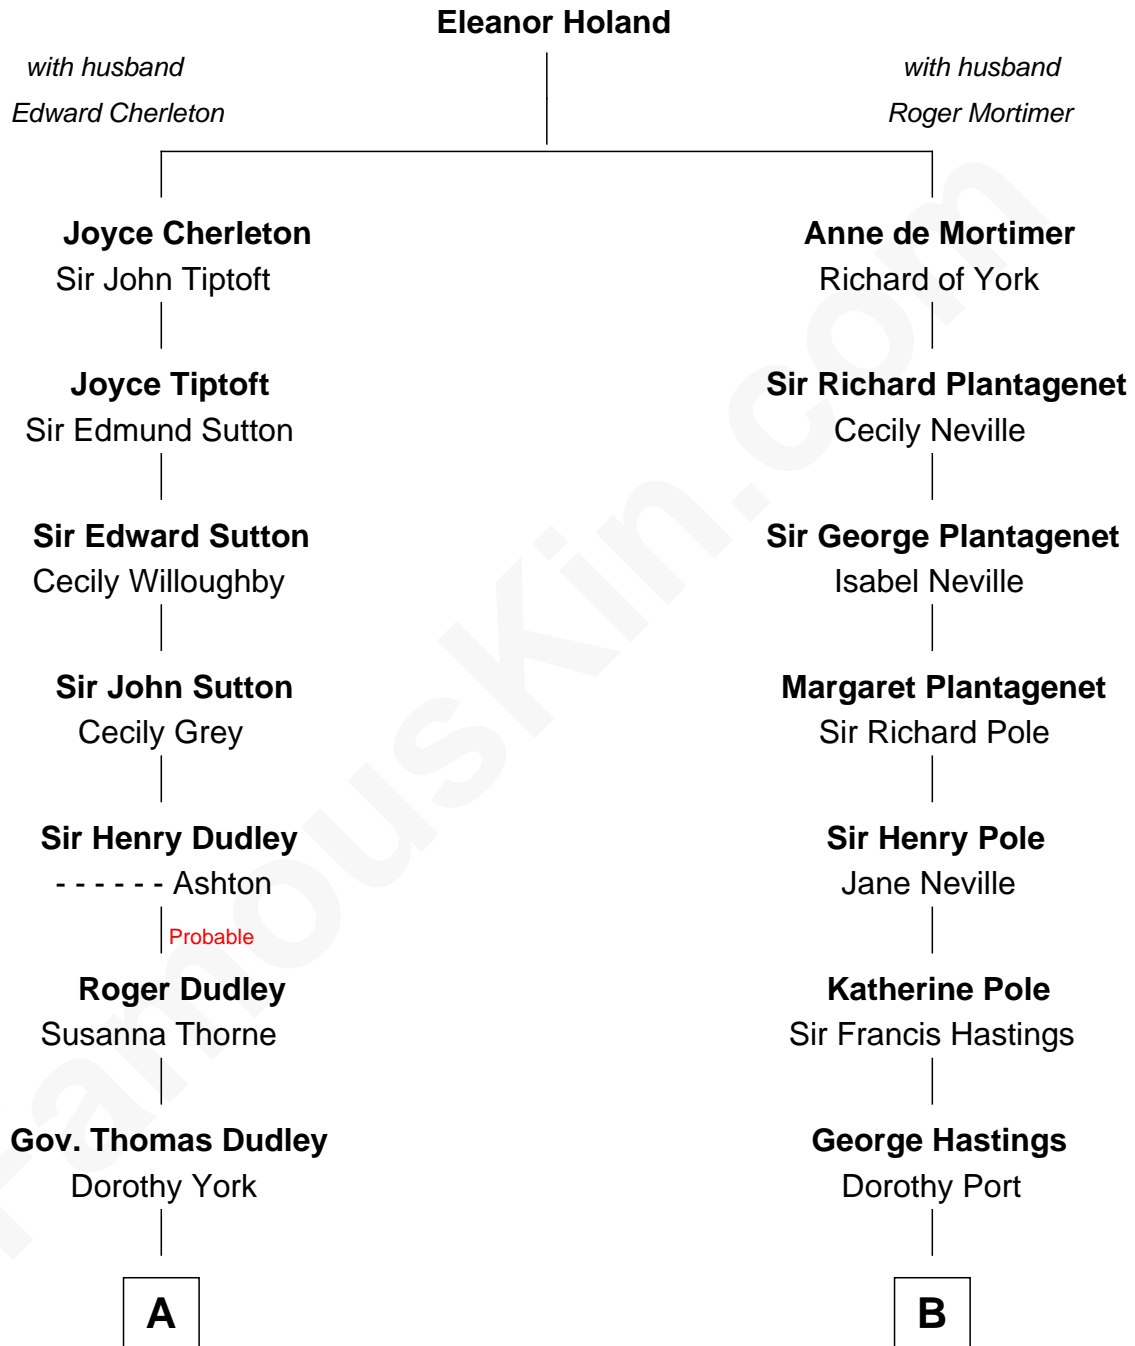 Eleanor Holand
with husband
Edward Cherleton
with husband
Roger Mortimer
Joyce Cherleton
Sir John Tiptoft
Anne de Mortimer
Richard of York
Joyce Tiptoft
Sir Edmund Sutton
Sir Richard Plantagenet
Cecily Neville
Sir Edward Sutton
Cecily Willoughby
Sir George Plantagenet
Isabel Neville
Sir John Sutton
Cecily Grey
Margaret Plantagenet
Sir Richard Pole
Sir Henry Dudley
- - - - - - Ashton
Sir Henry Pole
Jane Neville
Probable
Roger Dudley
Susanna Thorne
Katherine Pole
Sir Francis Hastings
Gov. Thomas Dudley
Dorothy York
George Hastings
Dorothy Port
A
B
FamousKin.com